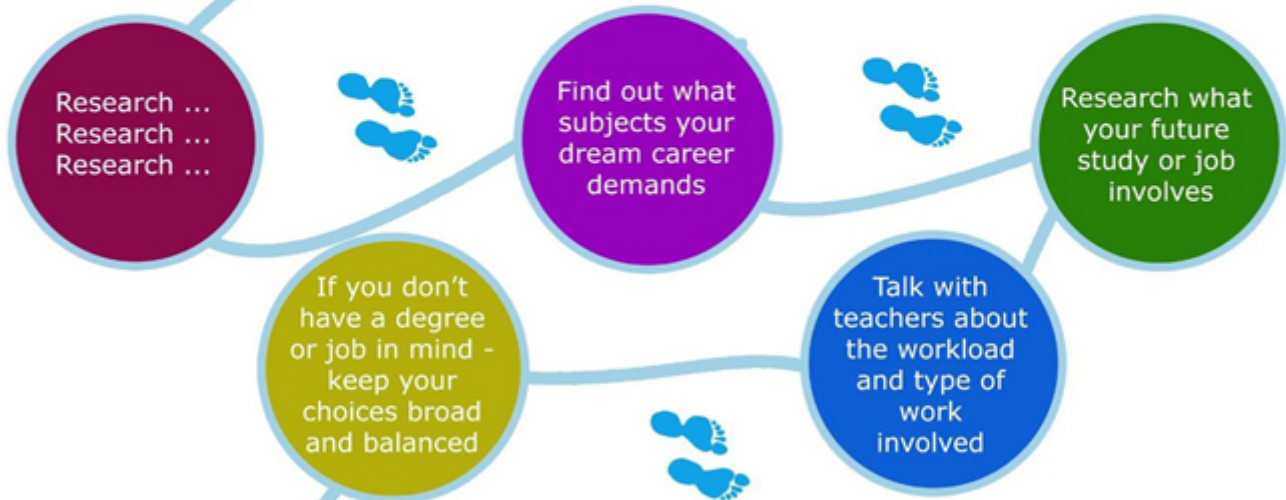 Research ...
Research ...
Research ...
Find out what
subjects your
dream career
demands
Research what
your future
study or job
involves
Talk with
teachers about
the workload
and type of
work
involved
If you don't
have a degree
or job in mind -
keep your
choices broad
and balanced